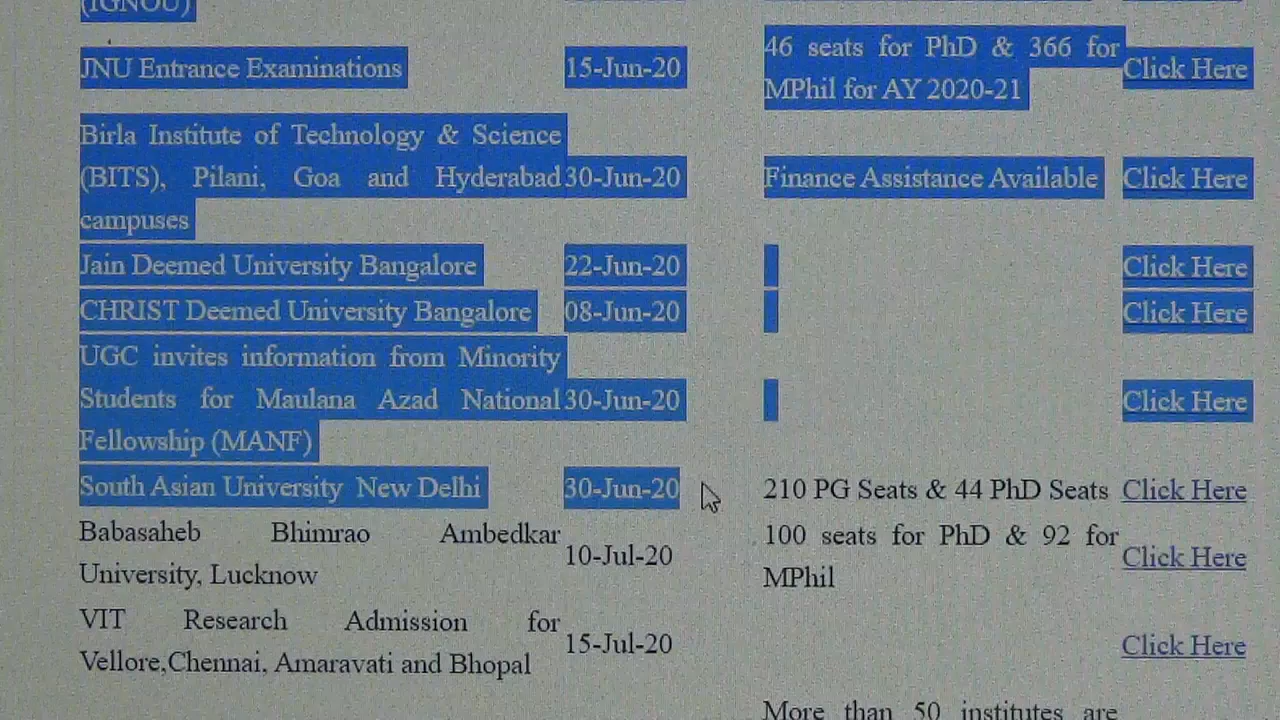 (IGNOU)
JNU Entrance Examinations 15-Jun-20 46 seats for PhD & 366 for Click Here
MPhil for AY 2020-21
Birla Institute of Technology & Science
(BITS), Pilani, Goa and Hyderabad 30-Jun-20 Finance Assistance Available Click Here
campuses
Jain Deemed University Bangalore 22-Jun-20 Click Here
CHRIST Deemed University Bangalore 08-Jun-20 Click Here
UGC invites information from Minority
Students for Maulana Azad National 30-Jun-20 Click Here
Fellowship (MANF)
South Asian University New Delhi 30-Jun-20 210 PG Seats & 44 PhD Seats Click Here
Babasaheb Bhimrao Ambedkar 10-Jul-20 100 seats for PhD & 92 for Click Here
University, Lucknow MPhil
VIT Research Admission for 15-Jul-20 Click Here
Vellore,Chennai, Amaravati and Bhopal
More than 50 institutes are